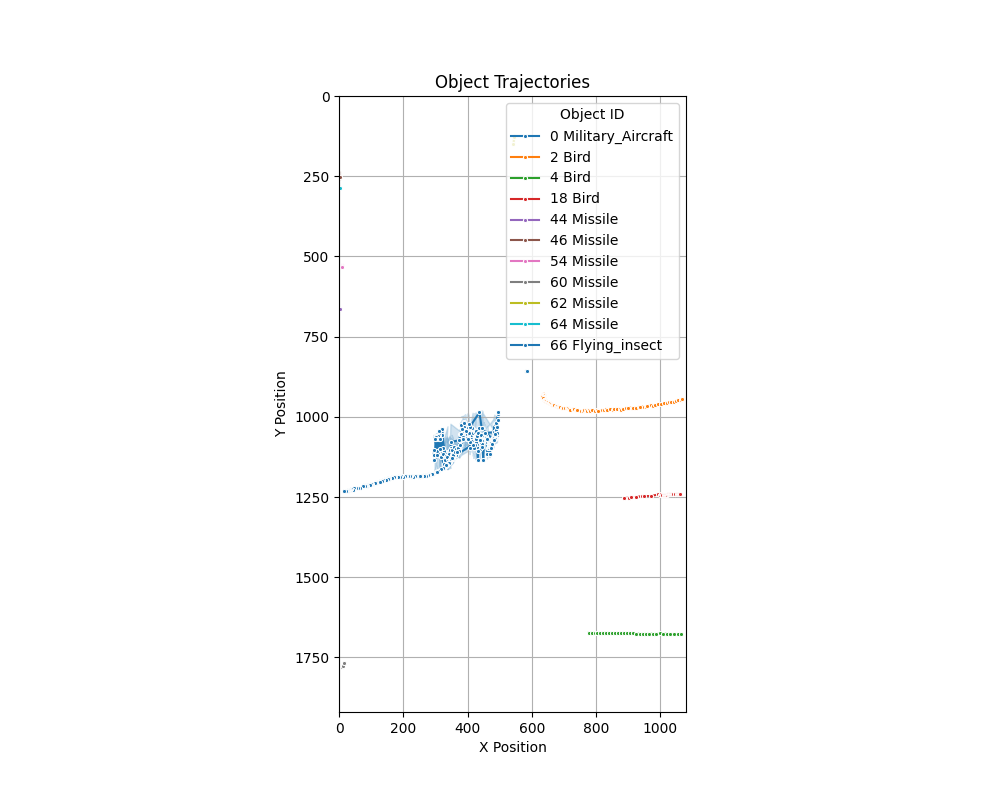 Object Trajectories
Object ID
0 Military_Aircraft
2 Bird
4 Bird
18 Bird
44 Missile
46 Missile
54 Missile
60 Missile
62 Missile
64 Missile
66 Flying_insect
0
250
500
750
1000
1250
1500
1750
Y Position
0 200 400 600 800 1000
X Position